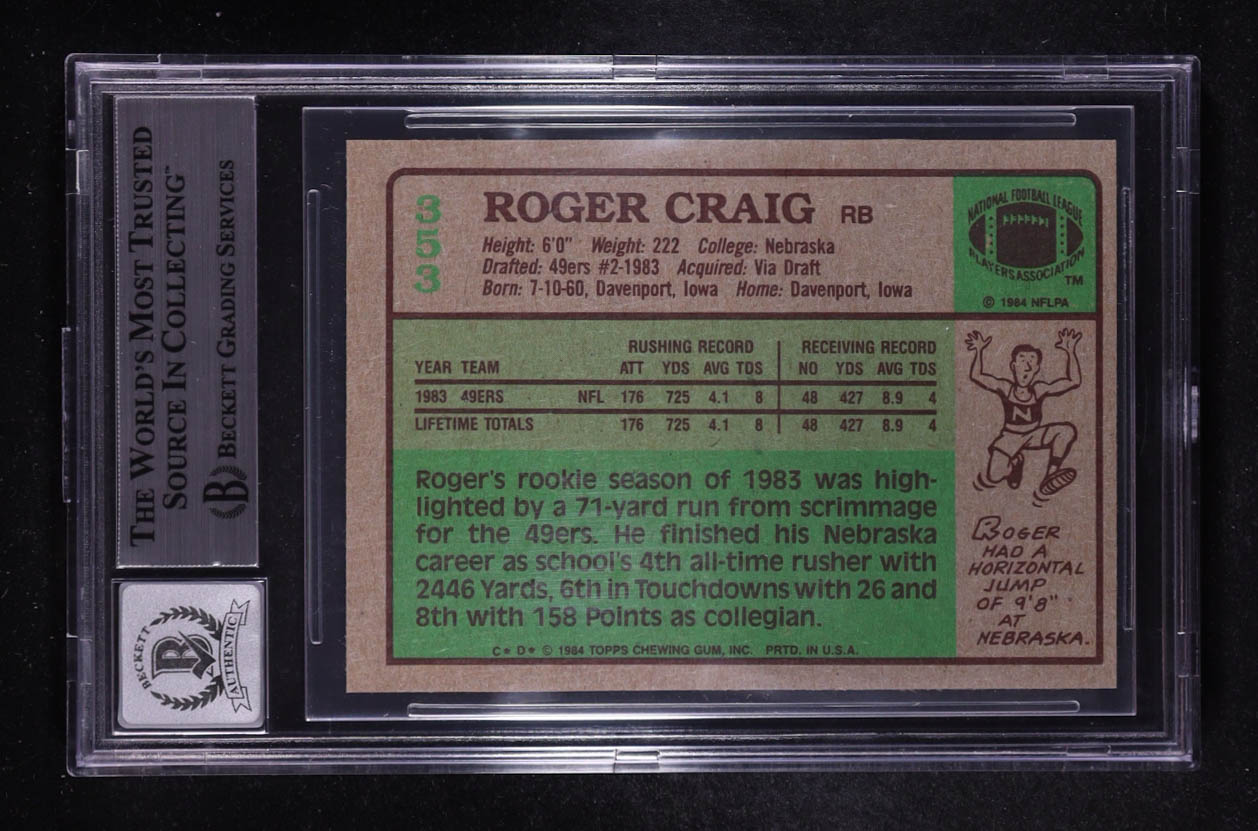 THE WORLD'S MOST TRUSTED
SOURCE IN COLLECTING™
B BECKETT GRADING SERVICES
BECKETT
B
AUTHENTIC
353
ROGER CRAIG RB
Height: 6'0" Weight: 222 College: Nebraska
Drafted: 49ers #2-1983 Acquired: Via Draft
Born: 7-10-60, Davenport, Iowa Home: Davenport, Iowa
NATIONAL FOOTBALL LEAGUE
PLAYERS ASSOCIATION
TM
© 1984 NFLPA
RUSHING RECORD RECEIVING RECORD
YEAR TEAM ATT YDS AVG TDS NO YDS AVG TDS
1983 49ERS NFL 176 725 4.1 8 48 427 8.9 4
LIFETIME TOTALS 176 725 4.1 8 48 427 8.9 4
Roger's rookie season of 1983 was high-
lighted by a 71-yard run from scrimmage
for the 49ers. He finished his Nebraska
career as school's 4th all-time rusher with
2446 Yards, 6th in Touchdowns with 26 and
8th with 158 Points as collegian.
N
ROGER
HAD A
HORIZONTAL
JUMP
OF 9'8"
AT
NEBRASKA.
C* D* © 1984 TOPPS CHEWING GUM, INC. PRTD. IN U.S.A.